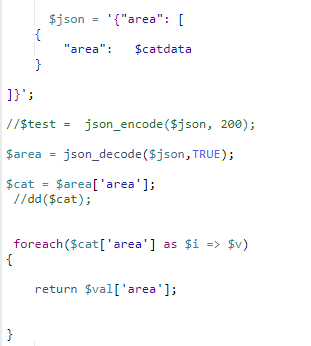 $json = '{"area": [
{
"area":   $catdata
}
]}';
//$test =  json_encode($json, 200);
$area = json_decode($json,TRUE);
$cat = $area['area'];
//dd($cat);
foreach($cat['area'] as $i => $v)
{
return $val['area'];
}